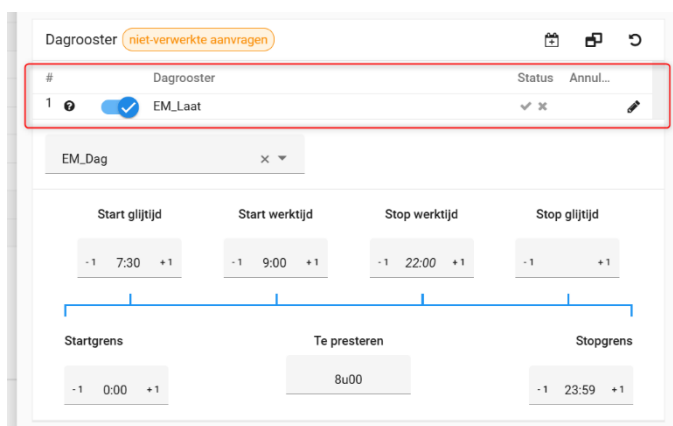 Dagrooster niet-verwerkte aanvragen
# Dagrooster Status Annul...
1 EM_Laat
EM_Dag
Start glijtijd Start werktijd Stop werktijd Stop glijtijd
-1 7:30 +1 -1 9:00 +1 -1 22:00 +1 -1 +1
Startgrens Te presteren Stopgrens
-1 0:00 +1 8u00 -1 23:59 +1